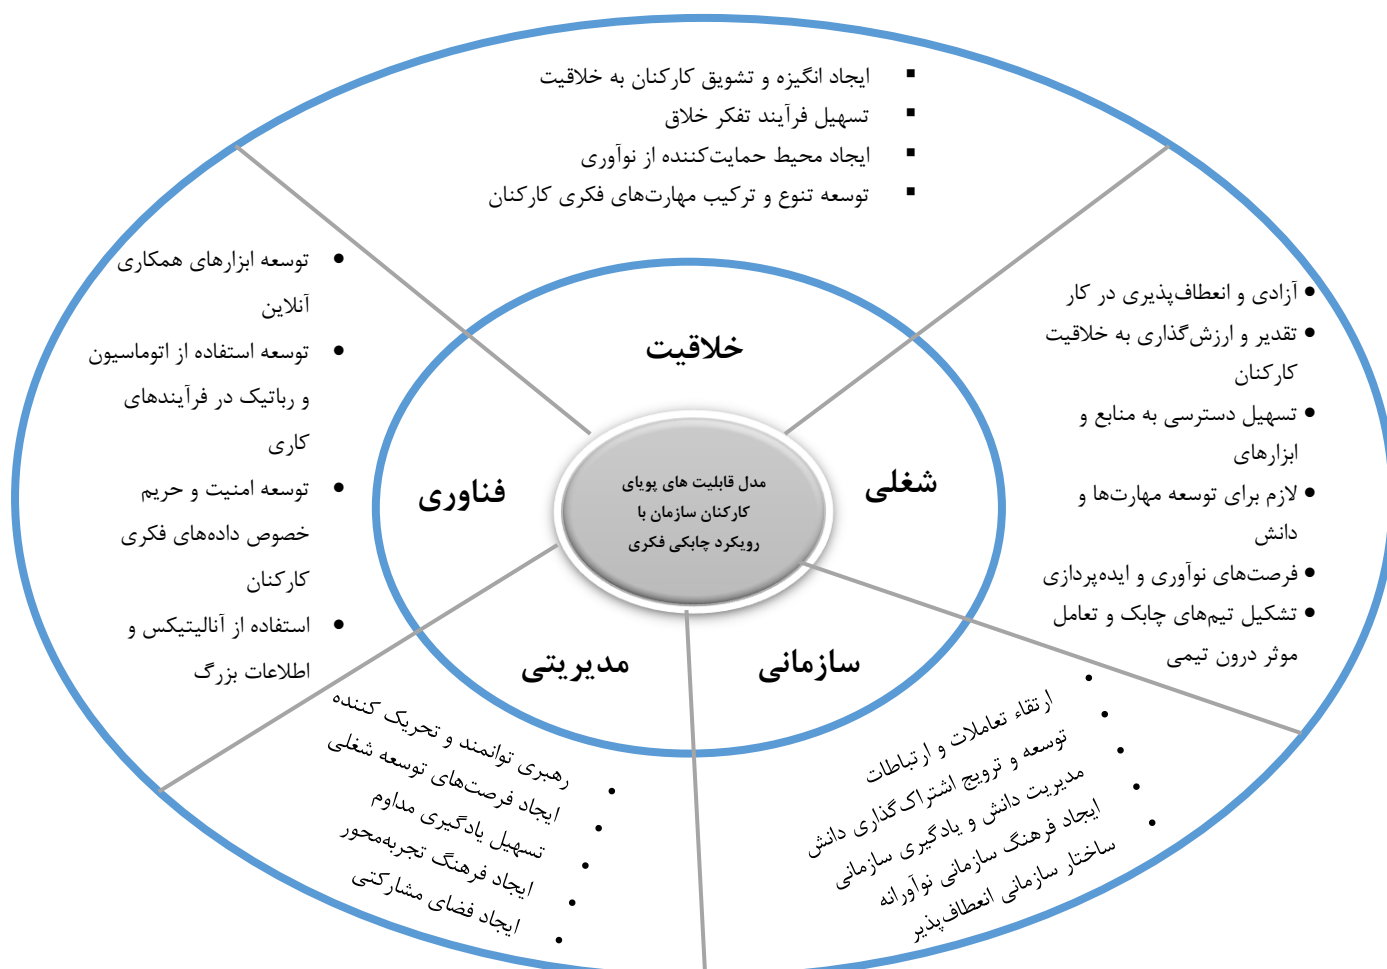 ایجاد انگیزه و تشویق کارکنان به خلاقیت
تسهیل فرآیند تفکر خلاق
ایجاد محیط حمایت‌کننده از نوآوری
توسعه تنوع و ترکیب مهارت‌های فکری کارکنان
آزادی و انعطاف‌پذیری در کار
تقدیر و ارزش‌گذاری به خلاقیت
کارکنان
تسهیل دسترسی به منابع و
ابزارهای
لازم برای توسعه مهارت‌ها و
دانش
فرصت‌های نوآوری و ایده‌پردازی
تشکیل تیم‌های چابک و تعامل
موثر درون تیمی
توسعه ابزارهای همکاری
آنلاین
توسعه استفاده از اتوماسیون
و رباتیک در فرآیندهای
کاری
توسعه امنیت و حریم
خصوص داده‌های فکری
کارکنان
استفاده از آنالیتیکس و
اطلاعات بزرگ
خلاقیت
شغلی
فناوری
مدل قابلیت های پویای
کارکنان سازمان با
رویکرد چابکی فکری
سازمانی
مدیریتی
ارتقاء تعاملات و ارتباطات
توسعه و ترویج اشتراک‌گذاری دانش
مدیریت دانش و یادگیری سازمانی
ایجاد فرهنگ سازمانی نوآورانه
ساختار سازمانی انعطاف‌پذیر
رهبری توانمند و تحریک کننده
ایجاد فرصت‌های توسعه شغلی
تسهیل یادگیری مداوم
ایجاد فرهنگ تجربه‌محور
ایجاد فضای مشارکتی